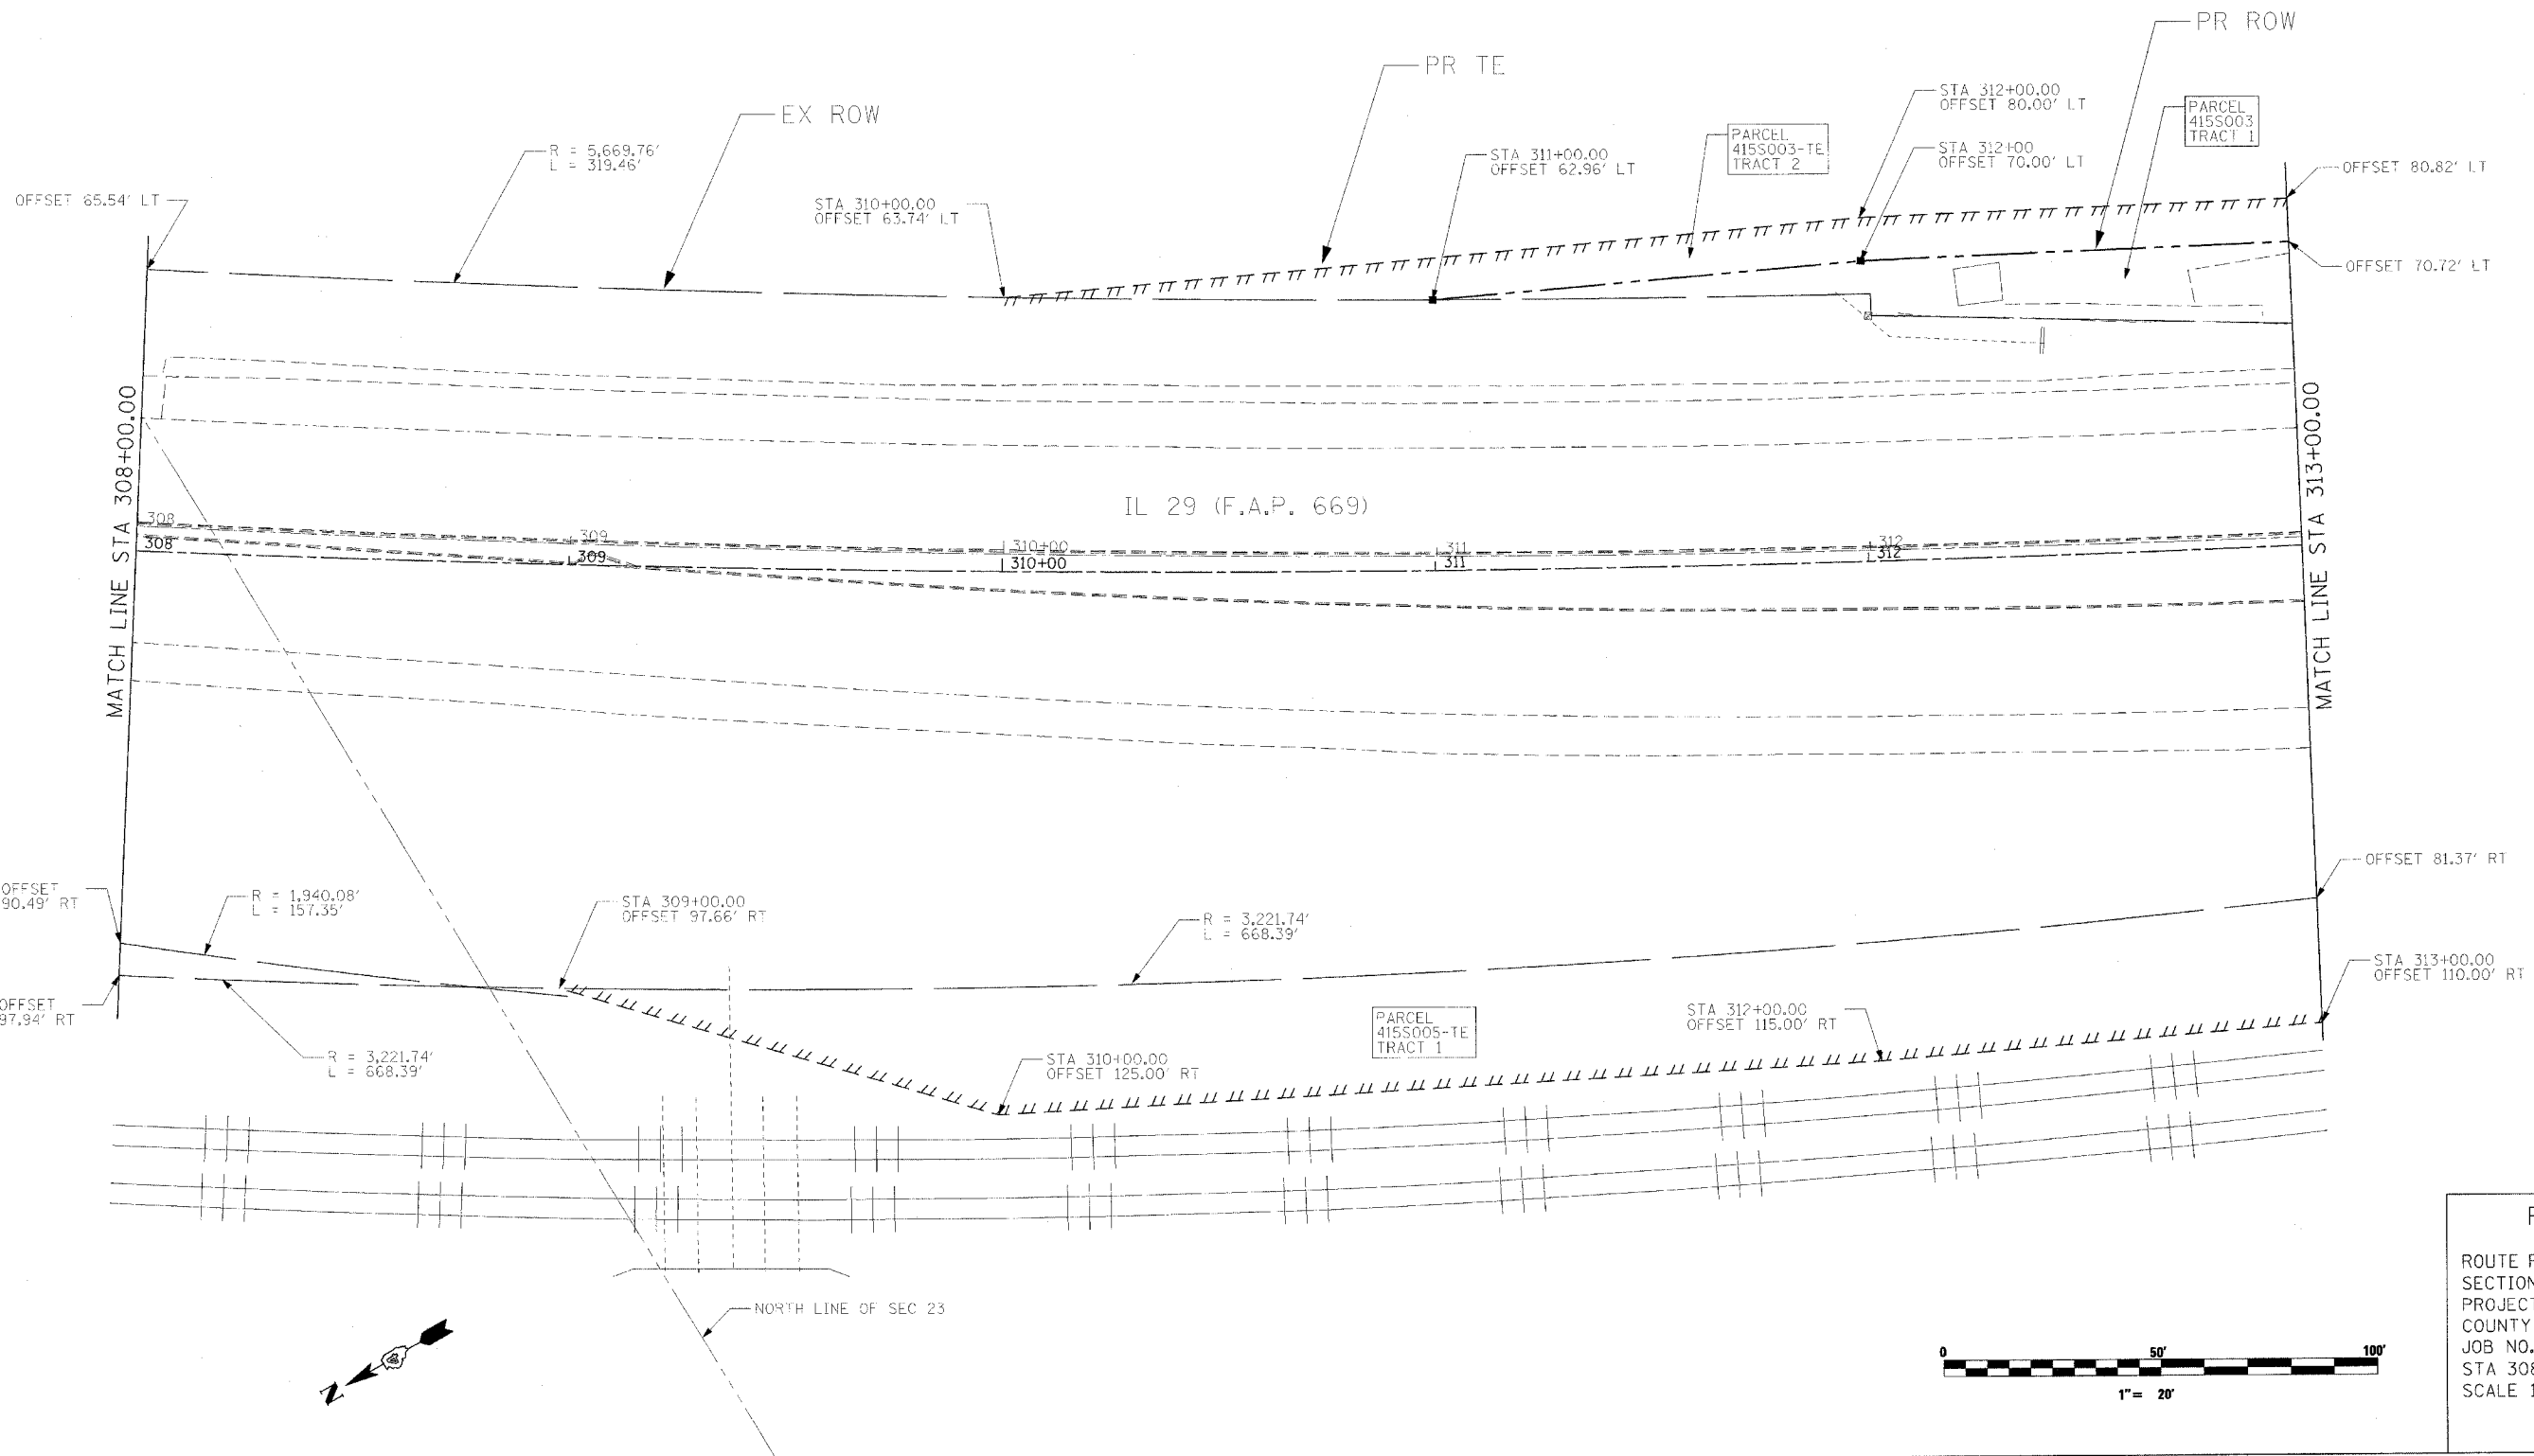 PR ROW
PR TE
EX ROW
STA 312+00.00
OFFSET 80.00' LT
PARCEL
415S003
TRACT 1
R = 5,669.76'
L = 319.46'
PARCEL
415S003-TE
TRACT 2
STA 312+00
OFFSET 70.00' LT
STA 311+00.00
OFFSET 62.96' LT
OFFSET 80.82' LT
OFFSET 65.54' LT
STA 310+00.00
OFFSET 63.74' LT
OFFSET 70.72' LT
MATCH LINE STA 308+00.00
MATCH LINE STA 313+00.00
IL 29 (F.A.P. 669)
308
309
310+00
311
312
308
309
310+00
311
312
OFFSET 81.37' RT
OFFSET
90.49' RT
R = 1,940.08'
L = 157.35'
STA 309+00.00
OFFSET 97.66' RT
R = 3,221.74'
L = 668.39'
STA 313+00.00
OFFSET 110.00' RT
OFFSET
97.94' RT
PARCEL
415S005-TE
TRACT 1
STA 312+00.00
OFFSET 115.00' RT
R = 3,221.74'
L = 668.39'
STA 310+00.00
OFFSET 125.00' RT
NORTH LINE OF SEC 23
N
0 50' 100'
1" = 20'
ROUTE
SECTION
PROJECT
COUNTY
JOB NO.
STA 308
SCALE 1